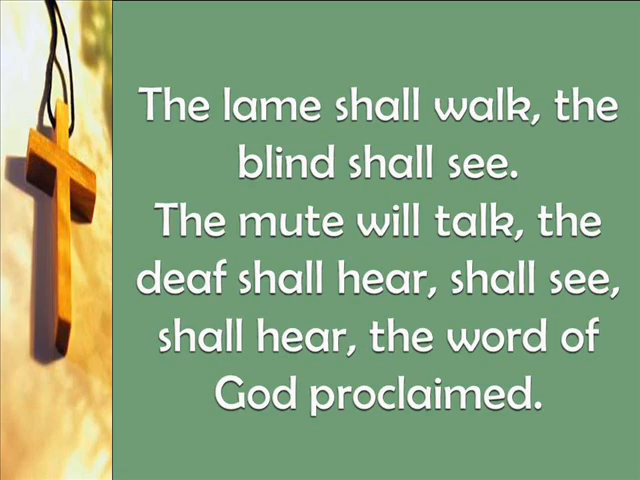 The lame shall walk, the
blind shall see.
The mute will talk, the
deaf shall hear, shall see,
shall hear, the word of
God proclaimed.